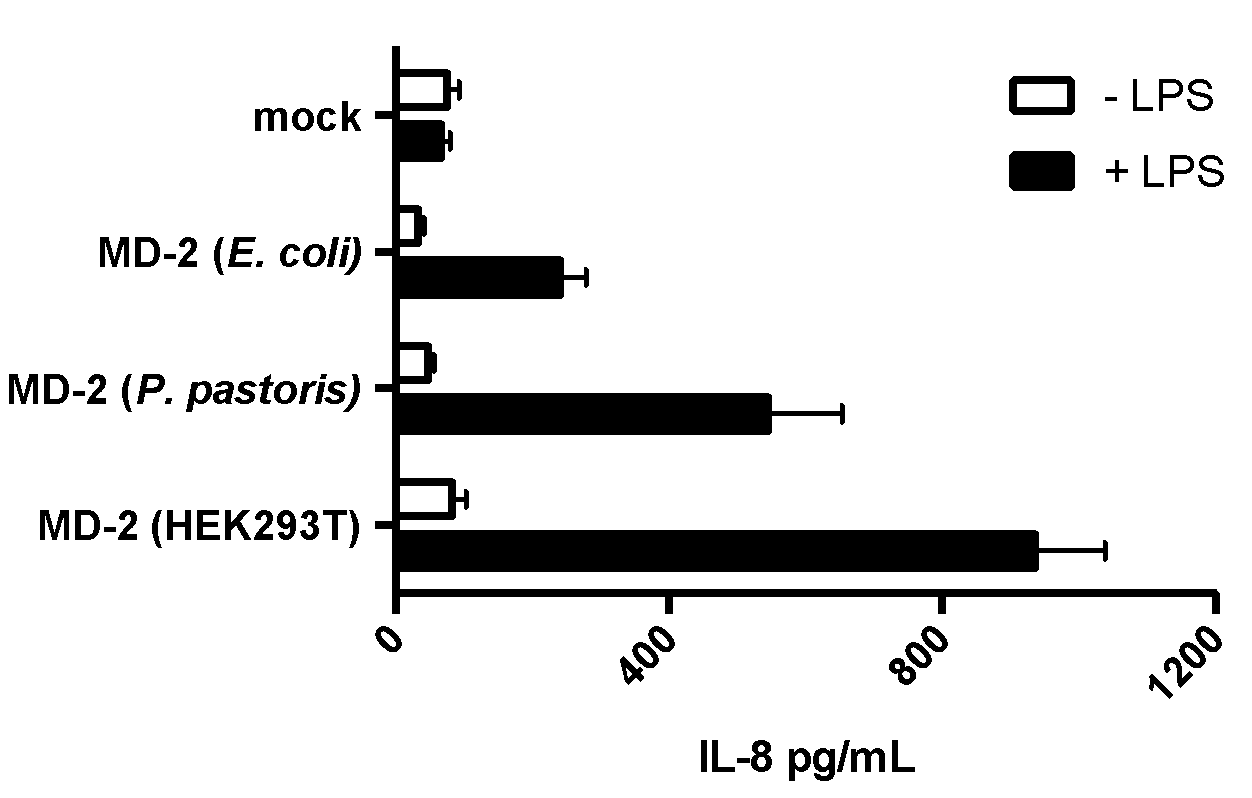 - LPS
+ LPS
mock
MD-2 (E. coli)
MD-2 (P. pastoris)
MD-2 (HEK293T)
0
400
800
1200
IL-8 pg/mL